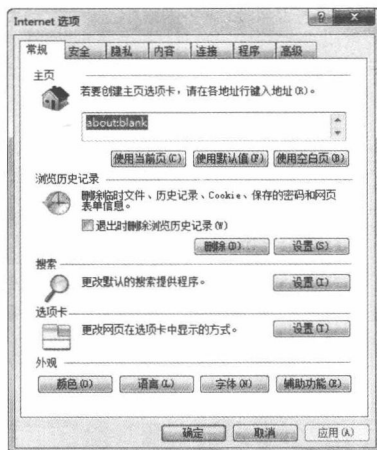 Internet 选项
常规 安全 隐私 内容 连接 程序 高级
主页
若要创建主页选项卡，请在各地址行键入地址(R)。
about:blank
使用当前页(C) 使用默认值(F) 使用空白页(B)
浏览历史记录
删除临时文件、历史记录、Cookie、保存的密码和网页
表单信息。
退出时删除浏览历史记录(W)
删除(D)... 设置(S)
搜索
更改默认的搜索提供程序。 设置(I)
选项卡
更改网页在选项卡中显示的方式。 设置(T)
外观
颜色(O) 语言(L) 字体(N) 辅助功能(E)
确定 取消 应用(A)